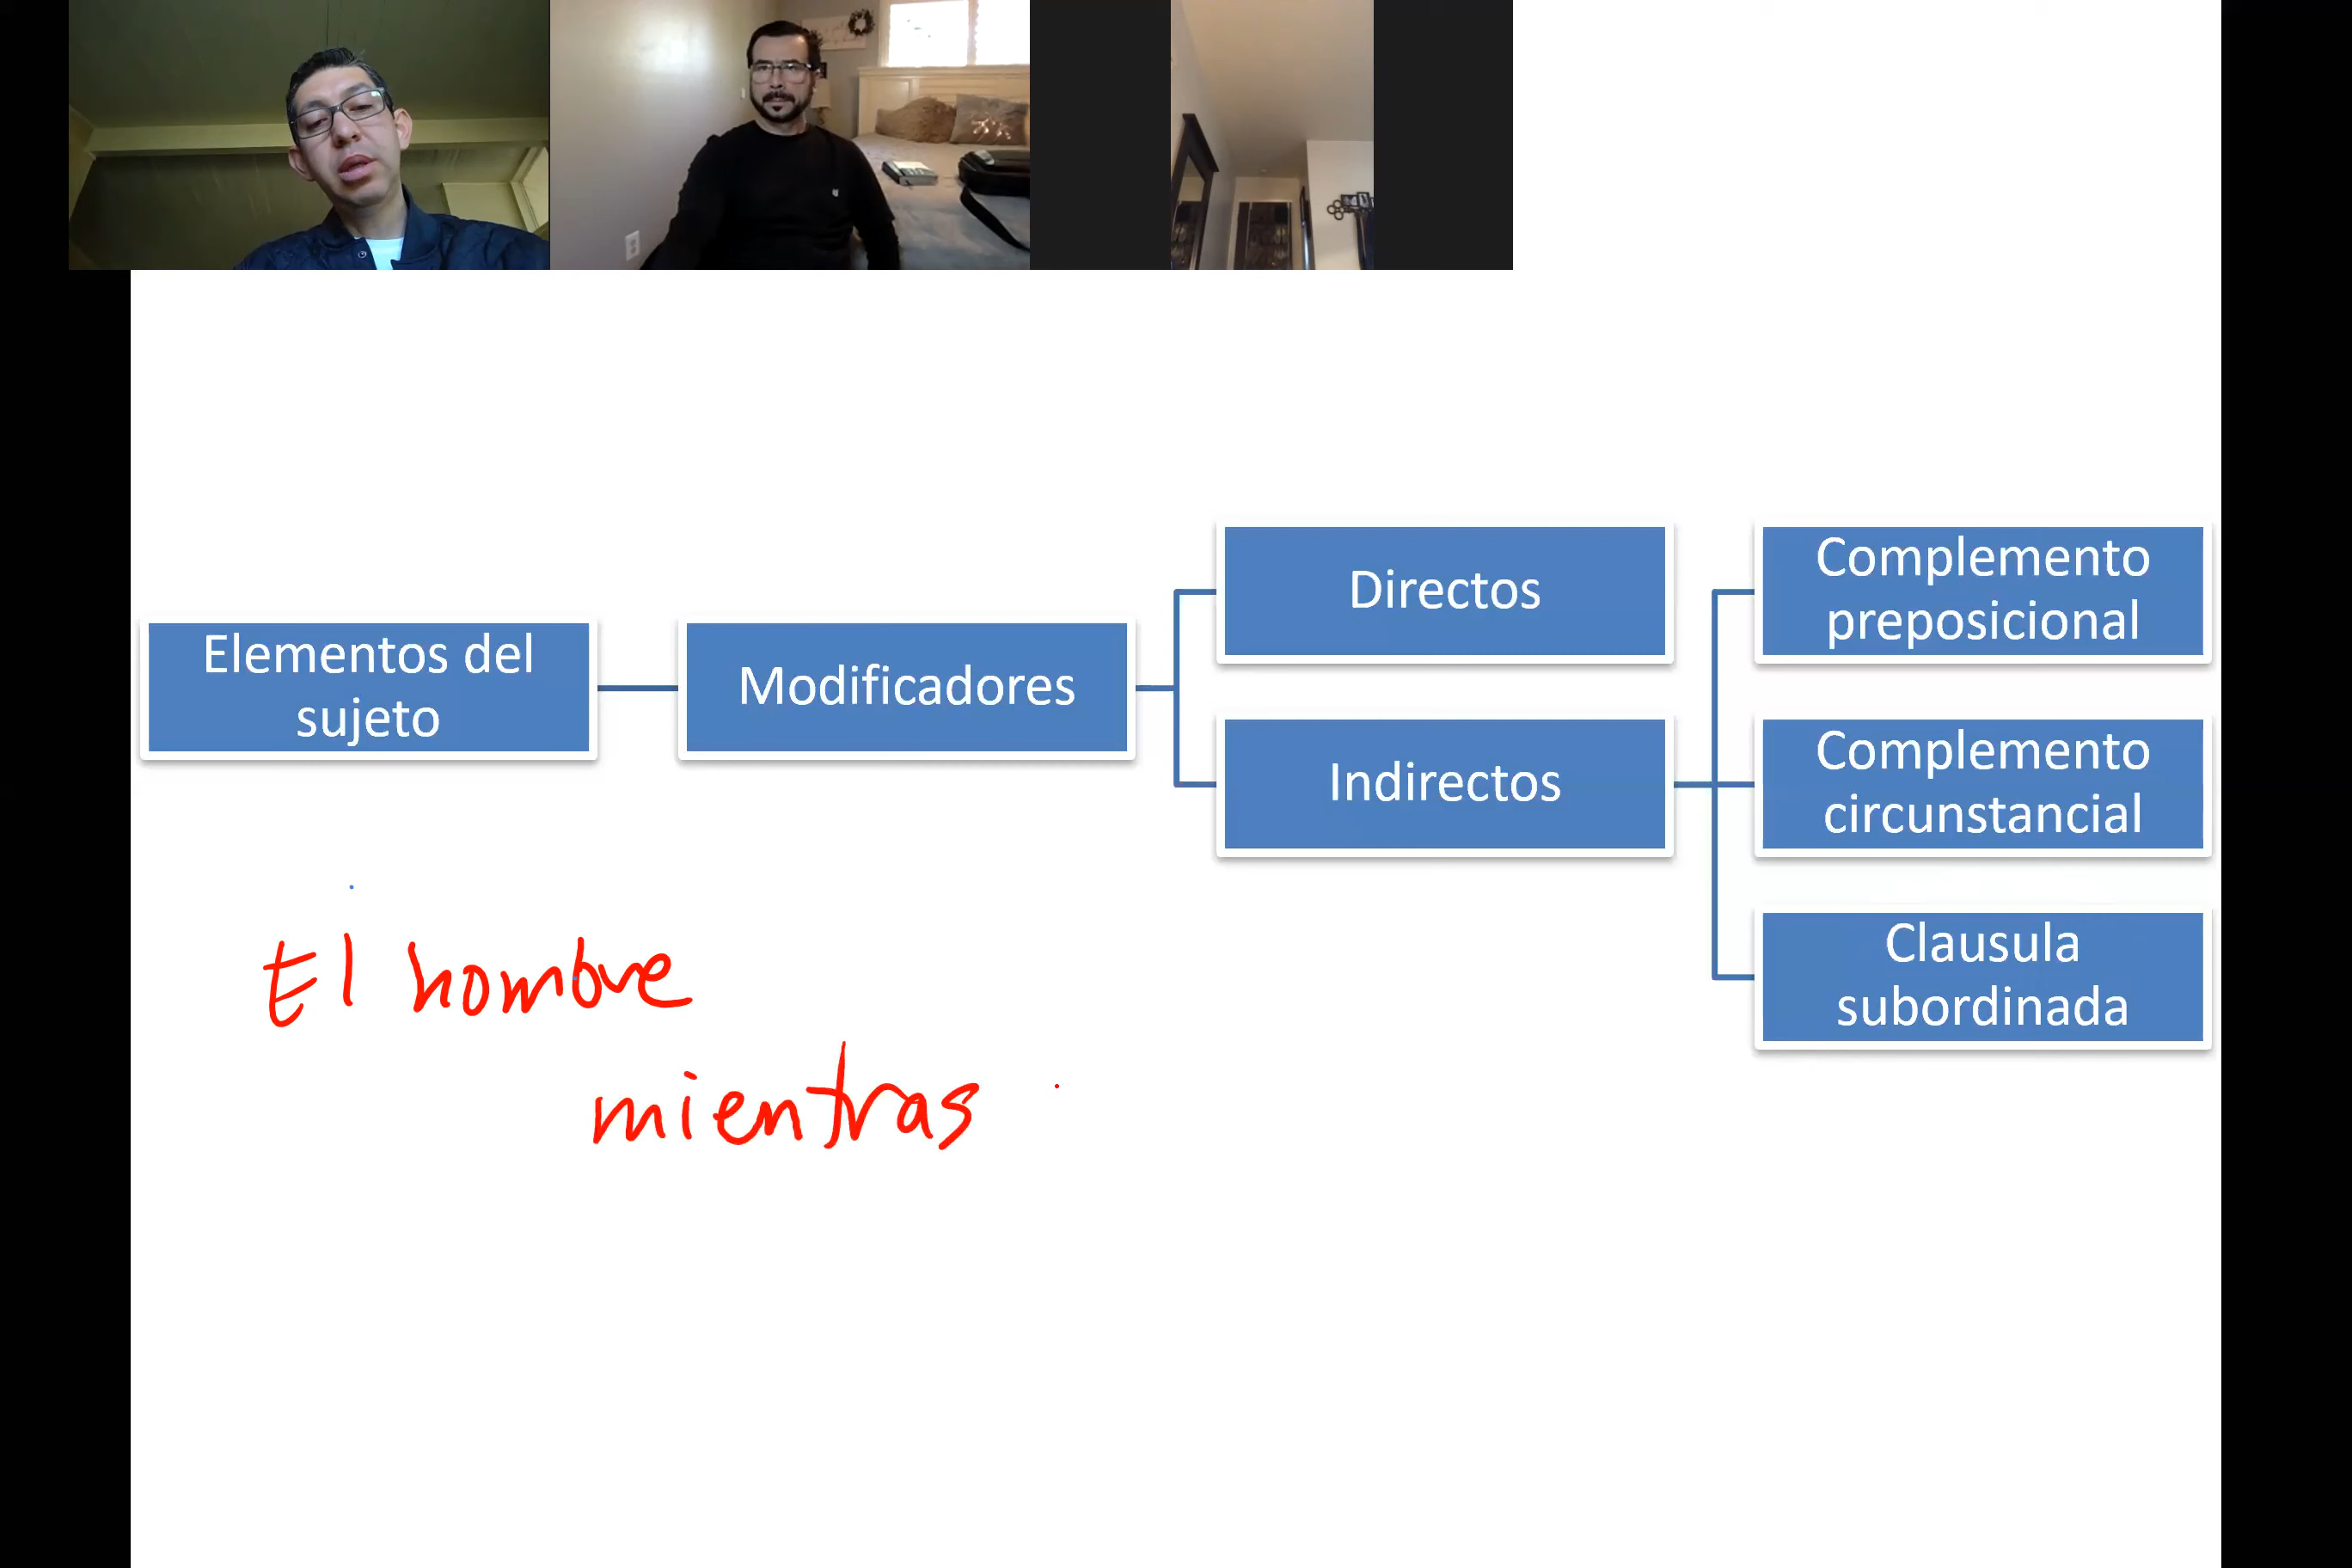 Elementos del
sujeto
Modificadores
Directos
Indirectos
Complemento
preposicional
Complemento
circunstancial
Clausula
subordinada
El hombre
mientras